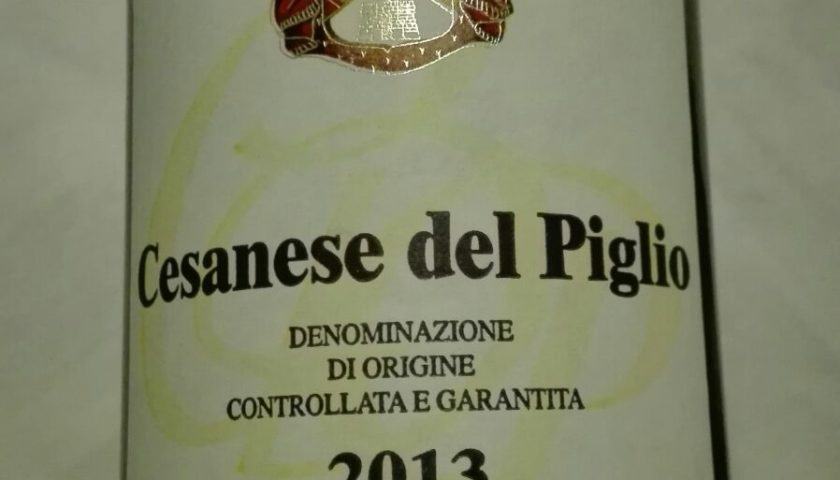 Cesanese del Piglio
DENOMINAZIONE
DI ORIGINE
CONTROLLATA E GARANTITA
2013